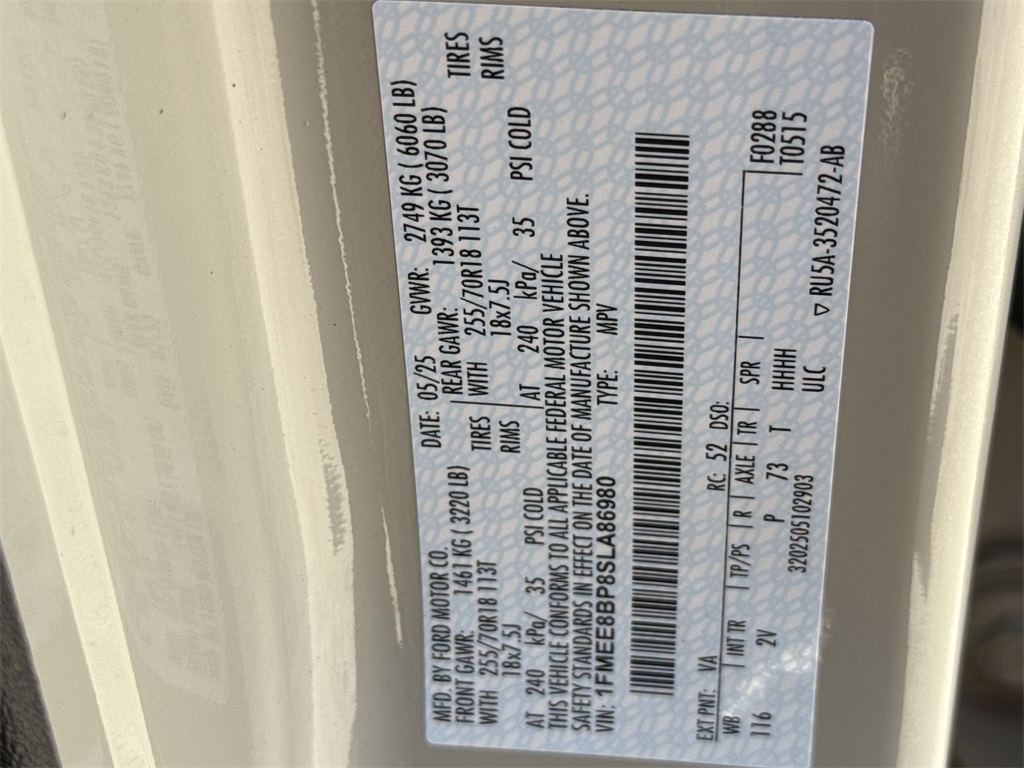 MFD. BY FORD MOTOR CO.
DATE: 05/25 GVWR: 2749 KG ( 6060 LB)
FRONT GAWR: 1461 KG ( 3220 LB)
REAR GAWR: 1393 KG ( 3070 LB)
WITH 255/70R18 113T TIRES
WITH 255/70R18 113T TIRES
18x7.5J RIMS
18x7.5J RIMS
AT 240 kPa/ 35 PSI COLD
AT 240 kPa/ 35 PSI COLD
THIS VEHICLE CONFORMS TO ALL APPLICABLE FEDERAL MOTOR VEHICLE
SAFETY STANDARDS IN EFFECT ON THE DATE OF MANUFACTURE SHOWN ABOVE.
VIN: 1FMEE8BP8SLA86980 TYPE: MPV
EXT PNT: VA RC: 52 DSO:
F0288
T0515
WB INT TR TP/PS R AXLE TR SPR
116 2V P 73 T HHHH
ULC
320250510290​3
▽ RU5A-3520472-AB